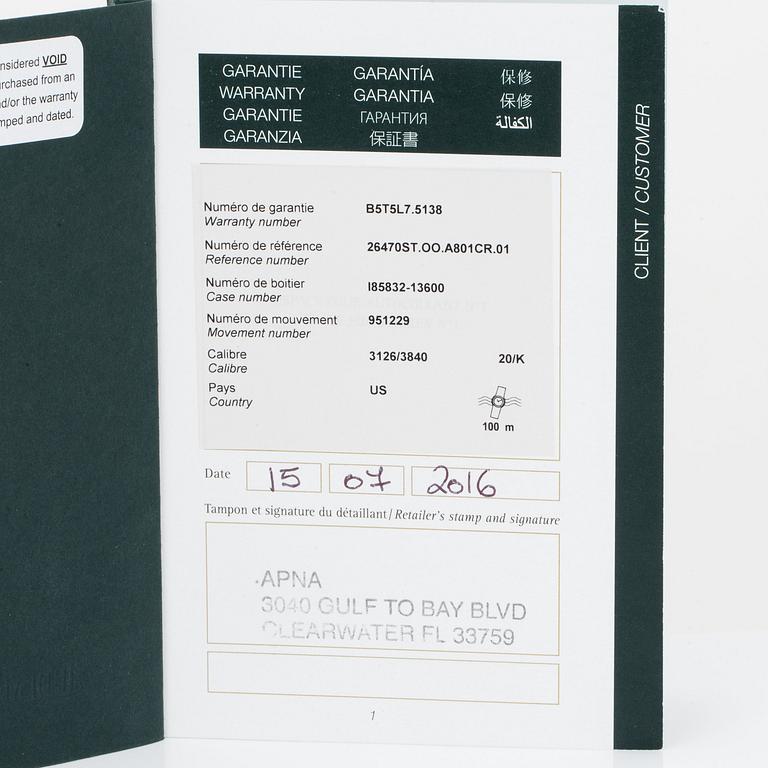 nsidered VOID
rchased from an
d/or the warranty
mped and dated.
GARANTIE GARANTÍA 保修
WARRANTY GARANTIA 保修
GARANTIE ГАРАНТИЯ الكفالة
GARANZIA 保証書
CLIENT / CUSTOMER
Numéro de garantie B5T5L7.5138
Warranty number
Numéro de référence 26470ST.OO.A801CR.01
Reference number
Numéro de boitier I85832-13600
Case number
Numéro de mouvement 951229
Movement number
Calibre 3126/3840 20/K
Calibre
Pays US
Country
100 m
Date 15 07 2016
Tampon et signature du détaillant / Retailer's stamp and signature
APNA
3040 GULF TO BAY BLVD
CLEARWATER FL 33759
1